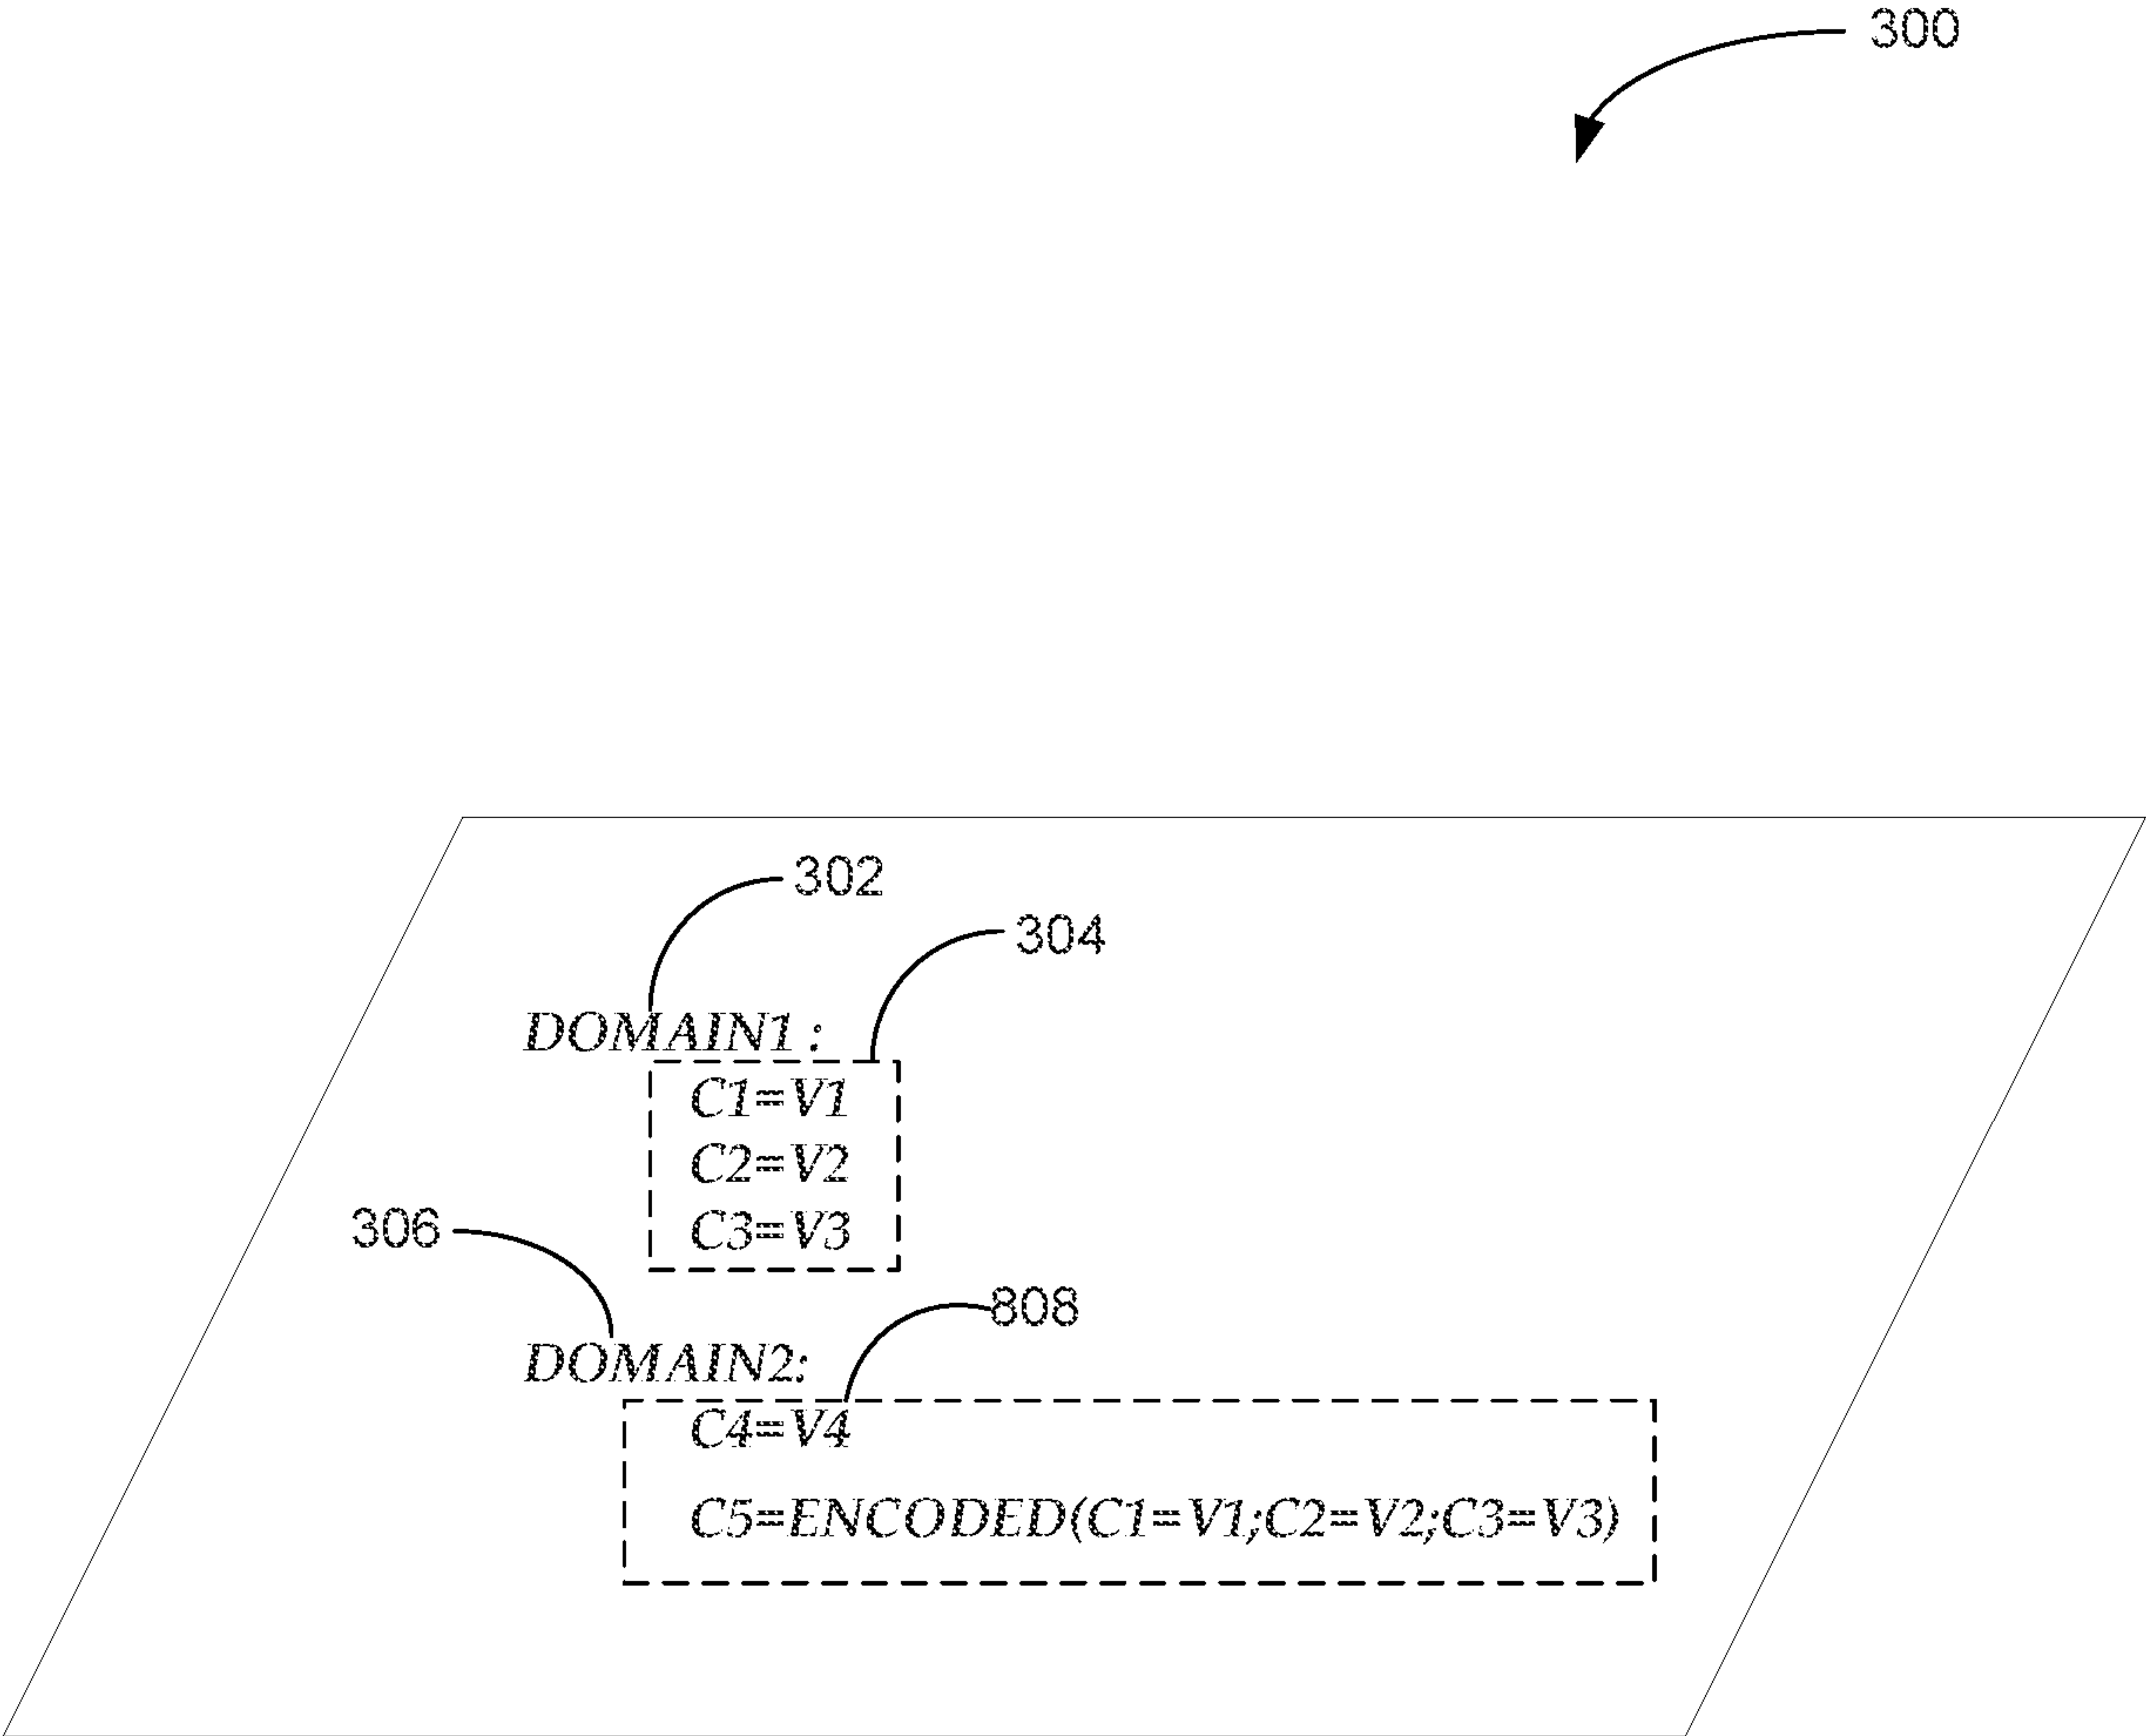 300
302
304
DOMAIN1 :
C1=V1
C2=V2
C3=V3
306
808
DOMAIN2:
C4=V4
C5=ENCODED(C1=V1;C2=V2;C3=V3)